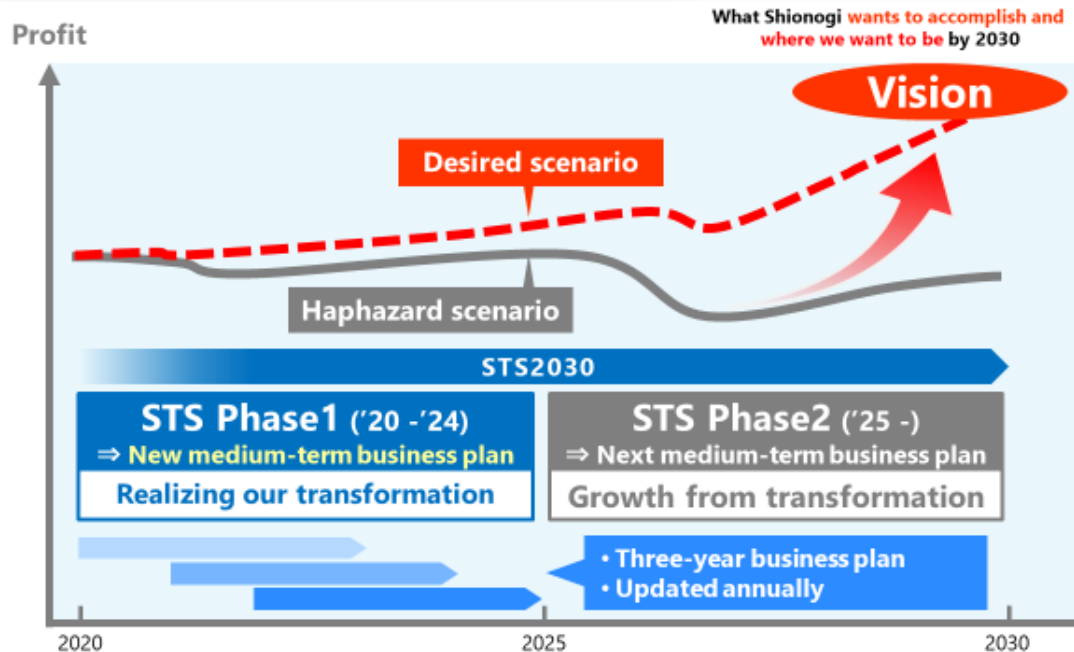 What Shionogi wants to accomplish and
where we want to be by 2030
Profit
Vision
Desired scenario
Haphazard scenario
STS2030
STS Phase1 ('20 -'24)
⇒ New medium-term business plan
Realizing our transformation
STS Phase2 ('25 -)
⇒ Next medium-term business plan
Growth from transformation
• Three-year business plan
• Updated annually
2020
2025
2030